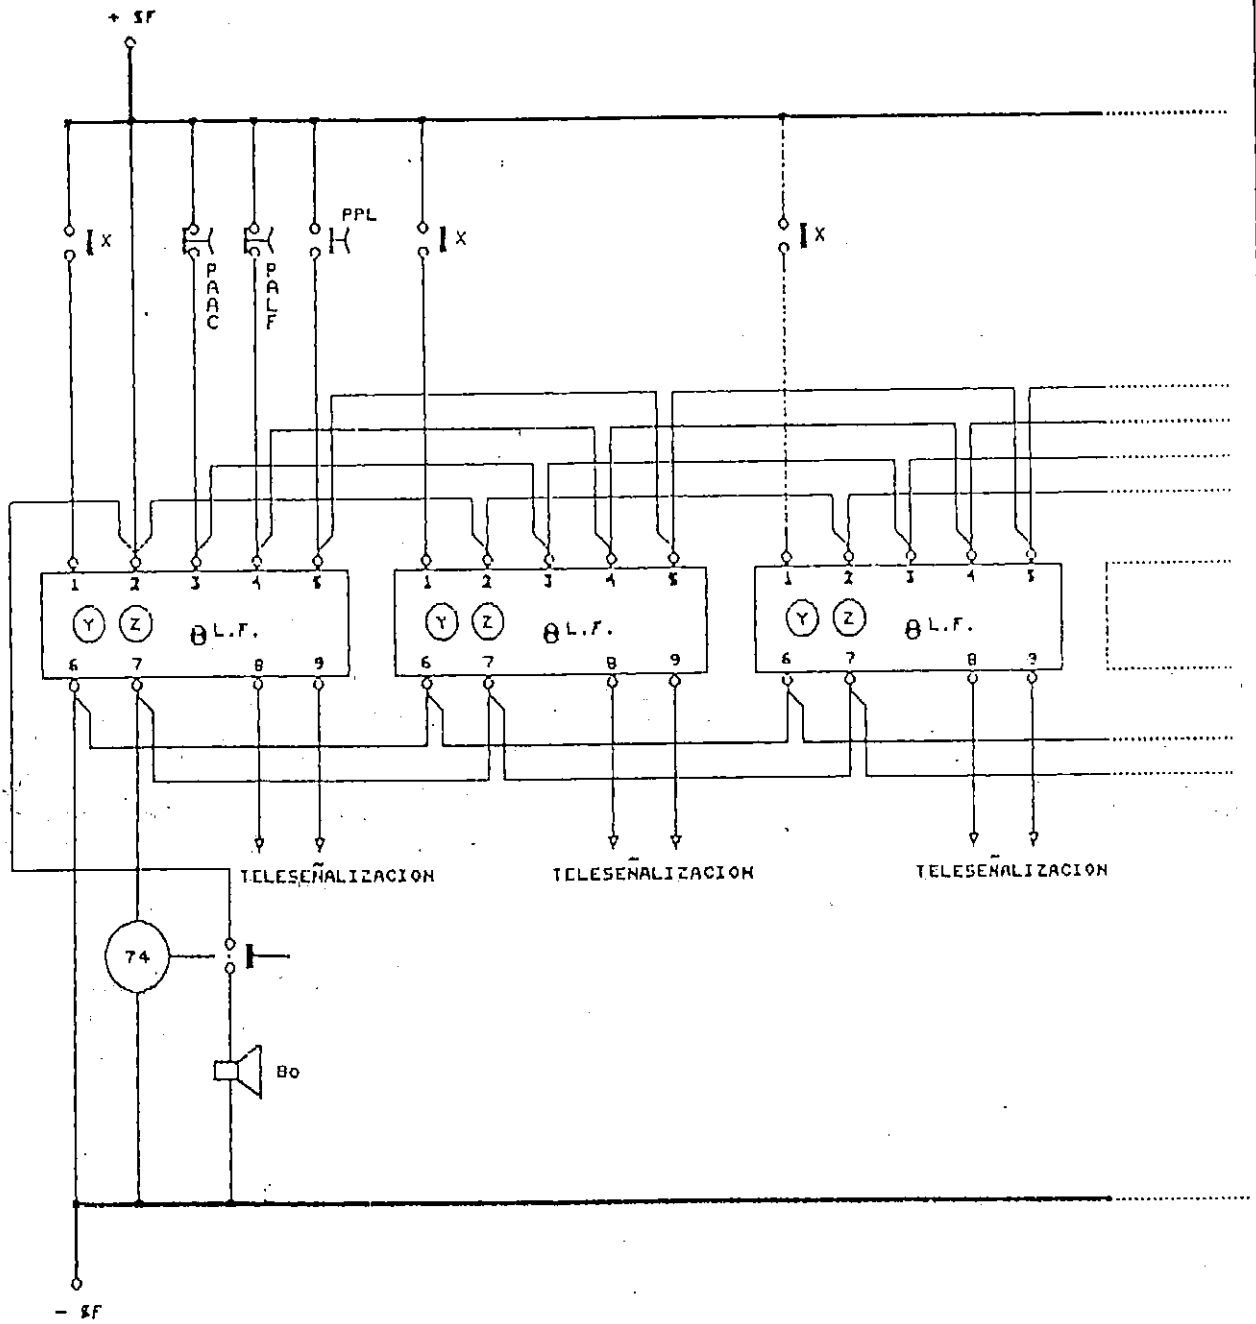 + SF
X
PPL
X
X
PAAC
PALF
1 2 3 4 5
1 2 3 4 5
1 2 3 4 5
Y Z L.F.
Y Z L.F.
Y Z L.F.
6 7 8 9
6 7 8 9
6 7 8 9
TELESEÑALIZACION
TELESEÑALIZACION
TELESEÑALIZACION
74
BO
- SF